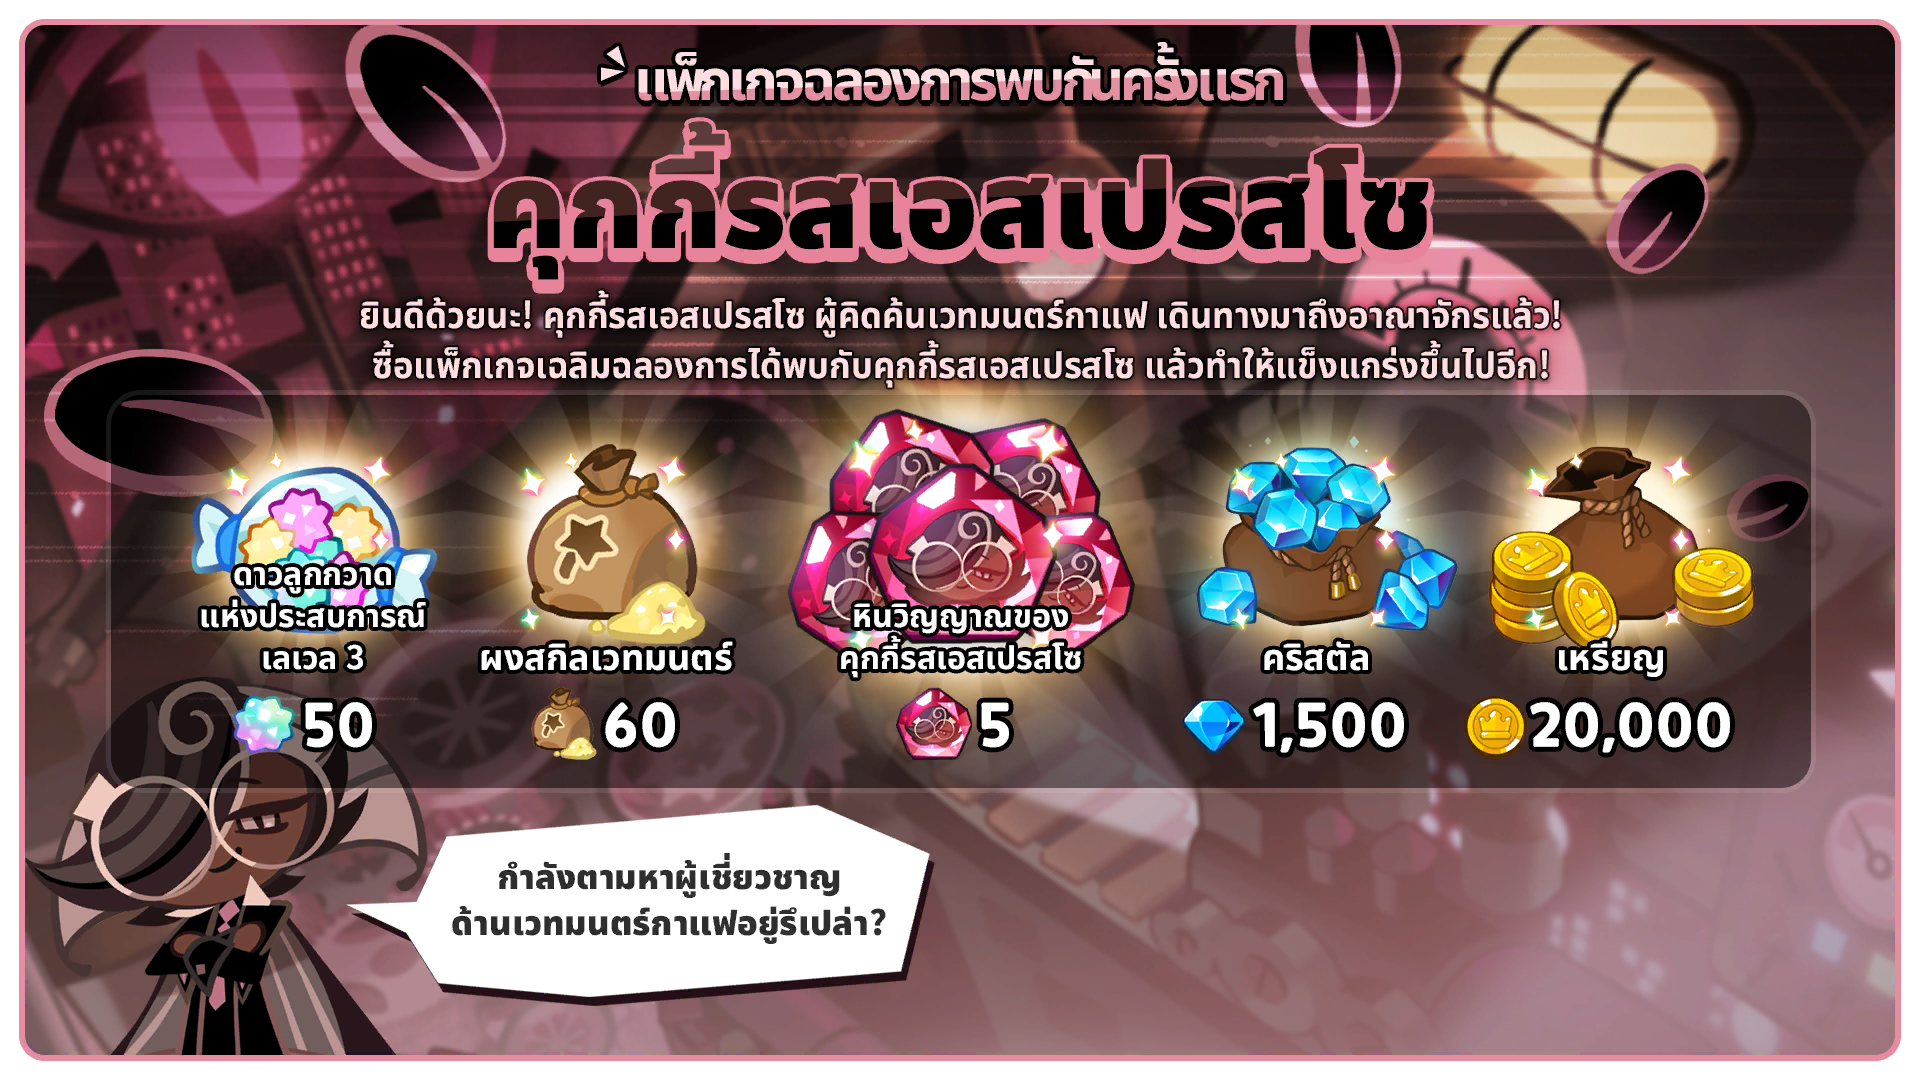 แพ็กเกจฉลองการพบกันครั้งแรก
คุกกี้รสเอสเปรสโซ
ยินดีด้วยนะ! คุกกี้รสเอสเปรสโซ ผู้คิดค้นเวทมนตร์กาแฟ เดินทางมาถึงอาณาจักรแล้ว!
ซื้อแพ็กเกจเฉลิมฉลองการได้พบกับคุกกี้รสเอสเปรสโซ แล้วทำให้แข็งแกร่งขึ้นไปอีก!
ดาวลูกกวาด
แห่งประสบการณ์
เลเวล 3
50
ผงสกิลเวทมนตร์
60
หินวิญญาณของ
คุกกี้รสเอสเปรสโซ
5
คริสตัล
1,500
เหรียญ
20,000
กำลังตามหาผู้เชี่ยวชาญ
ด้านเวทมนตร์กาแฟอยู่รึเปล่า?